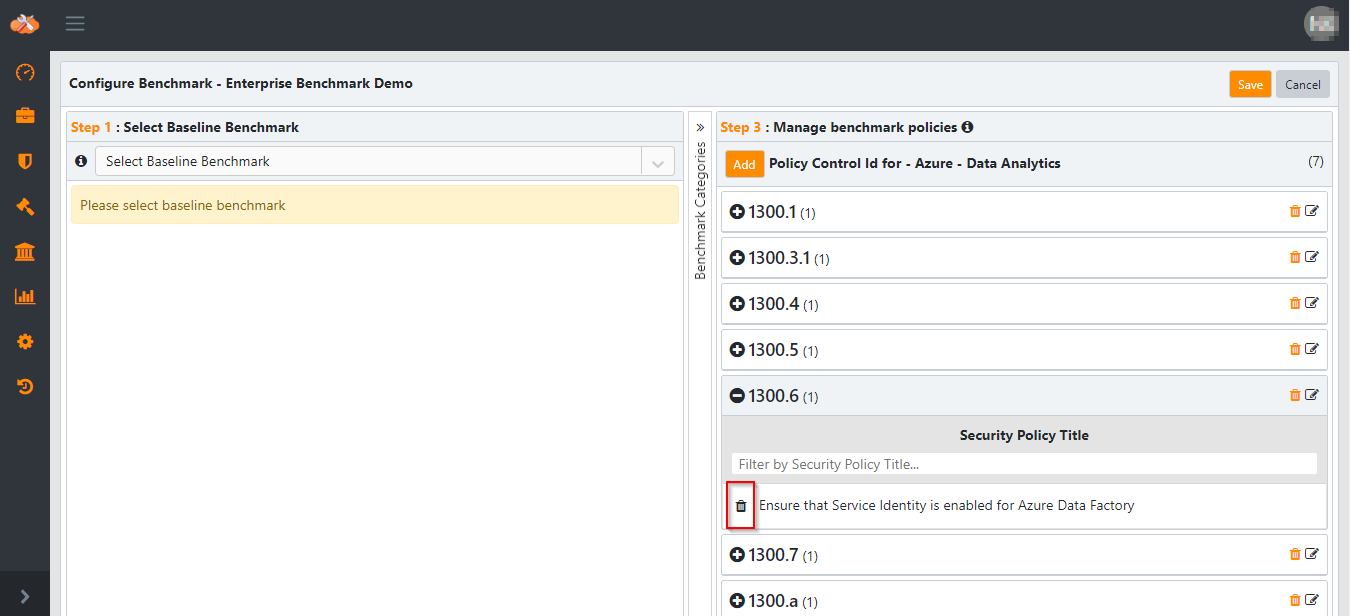 Configure Benchmark - Enterprise Benchmark Demo
Save
Cancel
Step 1 : Select Baseline Benchmark
Select Baseline Benchmark
Please select baseline benchmark
Benchmark Categories
Step 3 : Manage benchmark policies
Add
Policy Control Id for - Azure - Data Analytics
(7)
1300.1 (1)
1300.3.1 (1)
1300.4 (1)
1300.5 (1)
1300.6 (1)
Security Policy Title
Filter by Security Policy Title...
Ensure that Service Identity is enabled for Azure Data Factory
1300.7 (1)
1300.a (1)